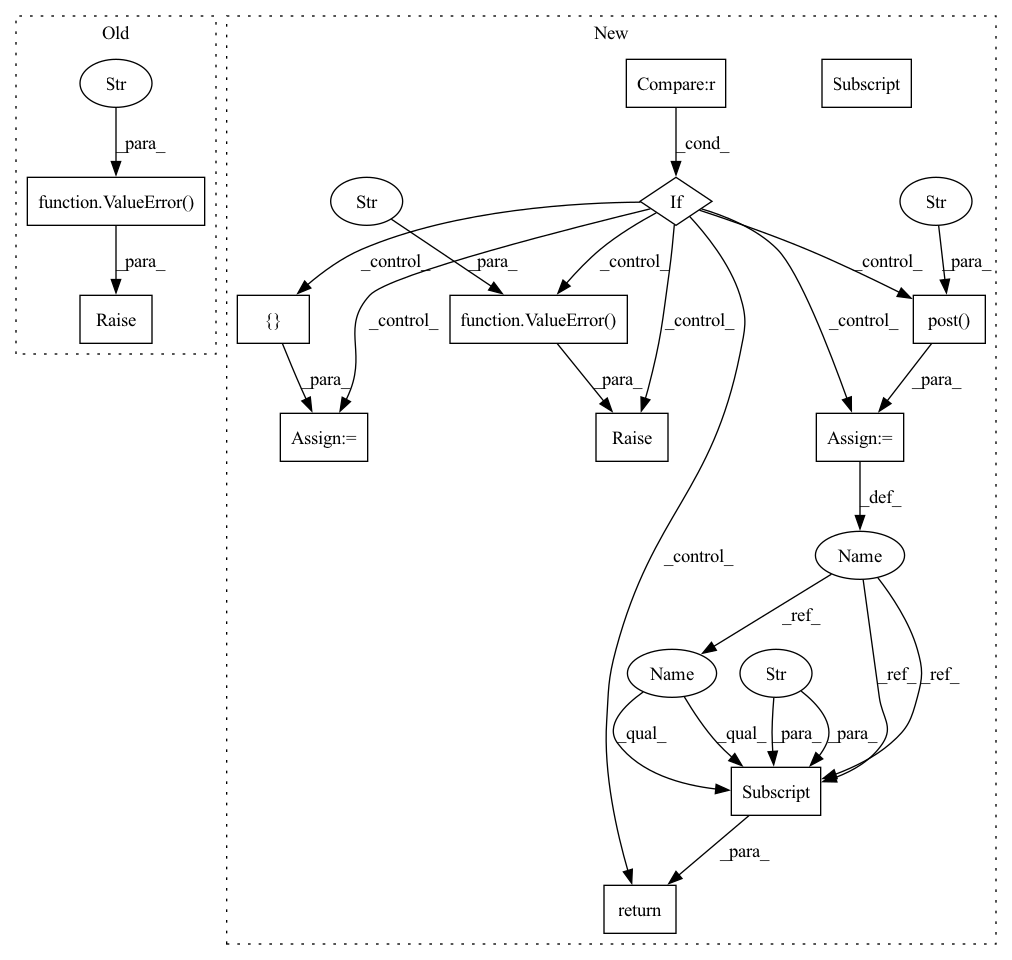 Old
New
Str
Compare:r
Subscript
_para_
_cond_
function.ValueError()
Str
If
Str
_para_
_control_
_para_
_control_
_control_
_para_
Raise
{}
_control_
function.ValueError()
_control_
_control_
post()
_para_
_para_
_para_
Assign:=
Raise
Assign:=
_def_
_control_
Name
_ref_
Name
Str
_ref_
_ref_
_qual_
_qual_
_para_
_para_
Subscript
_para_
return